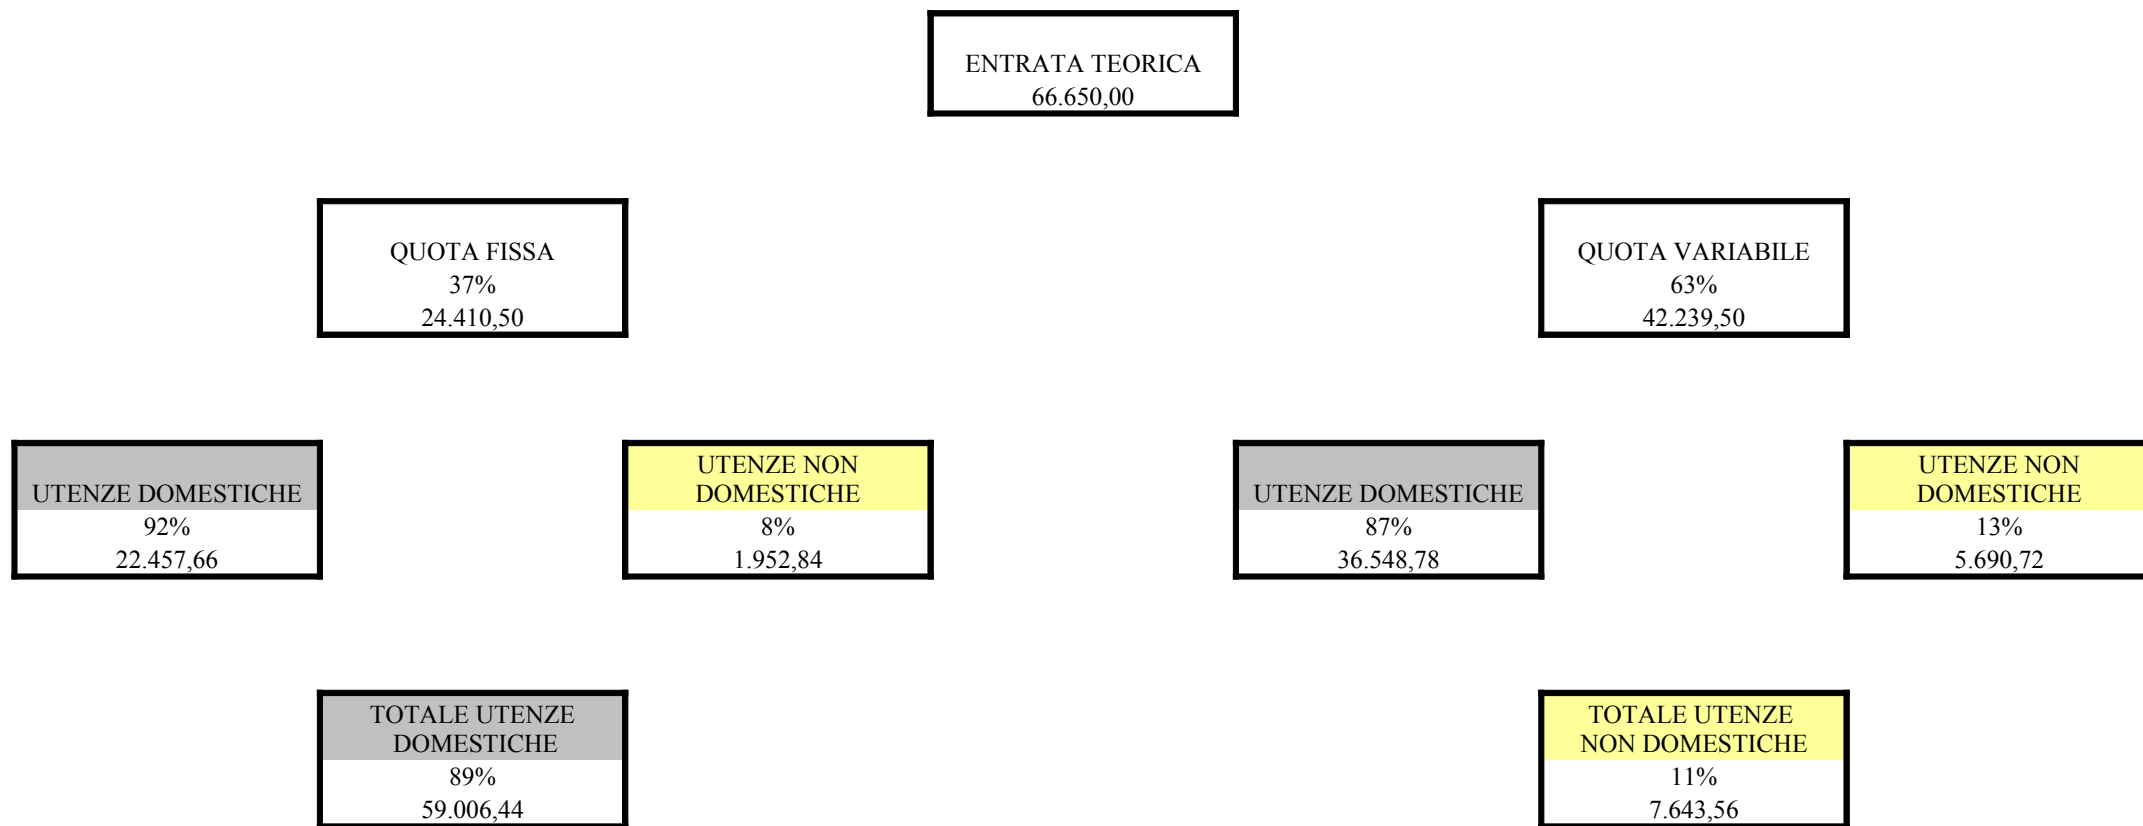 ENTRATA TEORICA
66.650,00
QUOTA FISSA
37%
24.410,50
QUOTA VARIABILE
63%
42.239,50
UTENZE DOMESTICHE
92%
22.457,66
UTENZE NON
DOMESTICHE
8%
1.952,84
UTENZE DOMESTICHE
87%
36.548,78
UTENZE NON
DOMESTICHE
13%
5.690,72
TOTALE UTENZE
DOMESTICHE
89%
59.006,44
TOTALE UTENZE
NON DOMESTICHE
11%
7.643,56